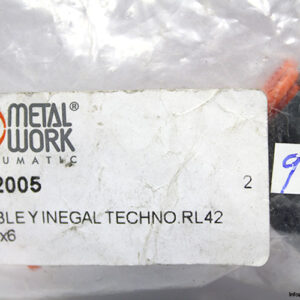 METAL®
WORK
UMATIC
2005
2
BLE Y INEGAL TECHNO.RL42
x6
9